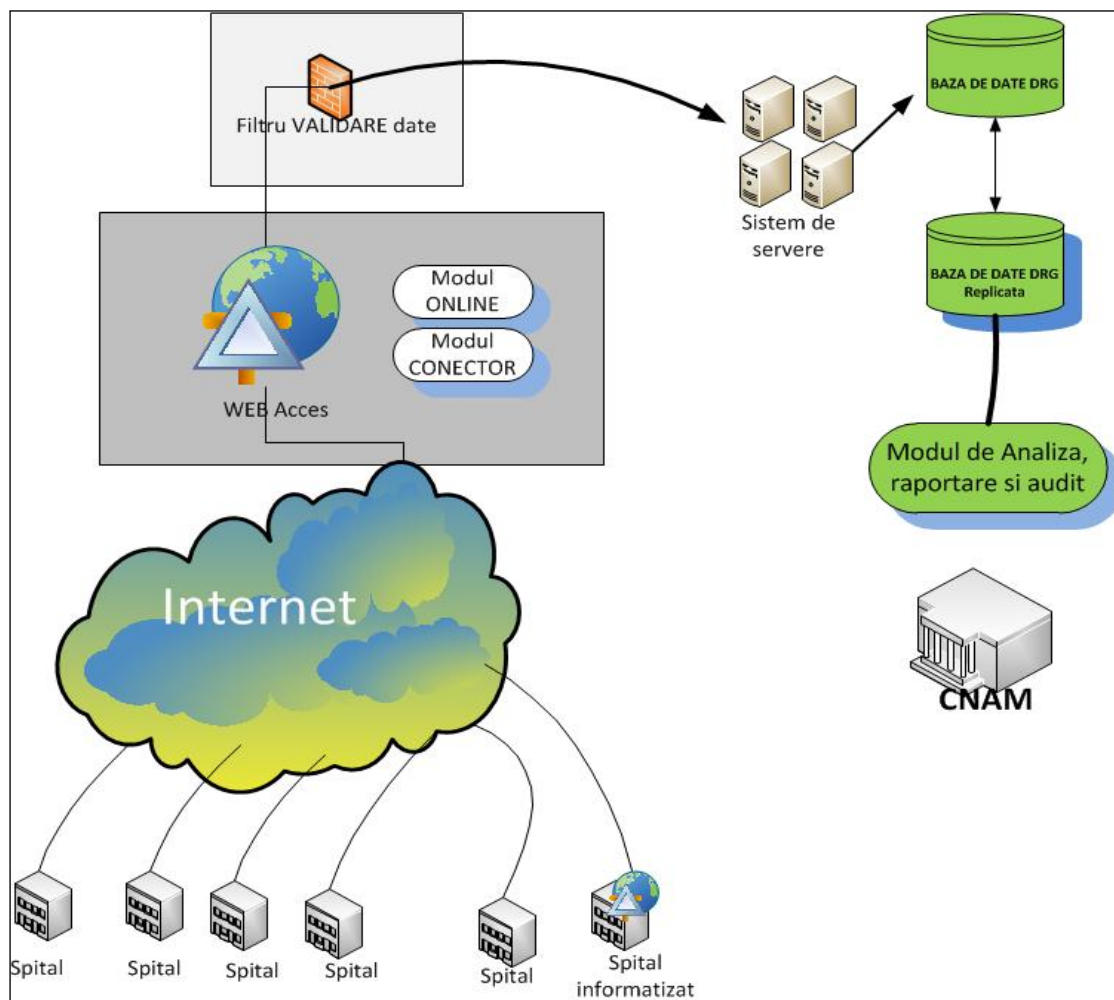 Filtru VALIDARE date
BAZA DE DATE DRG
Sistem de
servere
BAZA DE DATE DRG
Replicata
Modul
ONLINE
Modul
CONECTOR
WEB Acces
Modul de Analiza,
raportare si audit
Internet
CNAM
Spital
Spital
Spital
Spital
Spital
Spital
informatizat